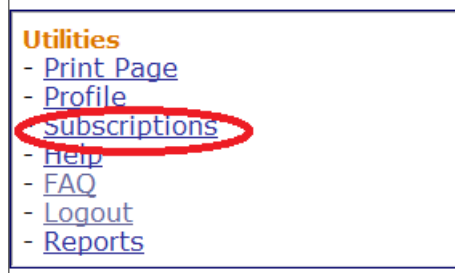 Utilities
- Print Page
- Profile
Subscriptions
- Help
- FAQ
- Logout
- Reports